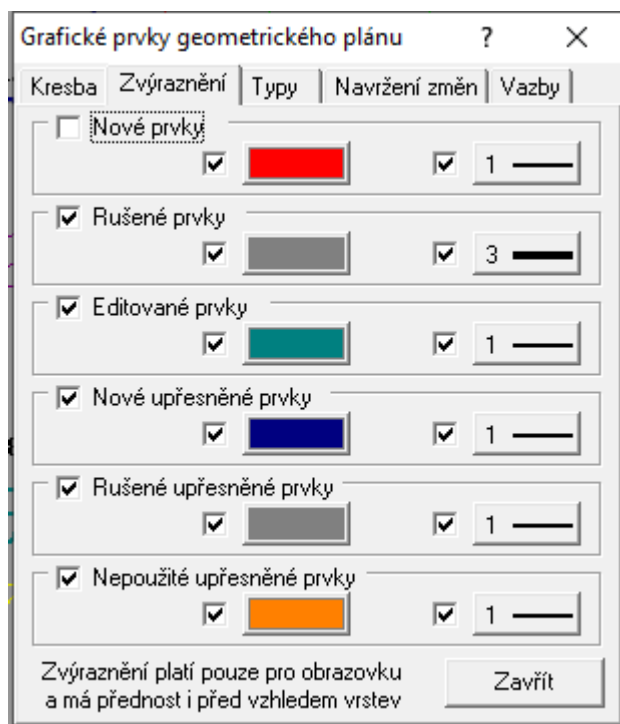 Grafické prvky geometrického plánu ?
Kresba Zvýraznění Typy Navržení změn Vazby
Nové prvky
1
Rušené prvky
3
Editované prvky
1
Nové upřesněné prvky
1
Rušené upřesněné prvky
1
Nepoužité upřesněné prvky
1
Zvýraznění platí pouze pro obrazovku
a má přednost i před vzhledem vrstev
Zavřít